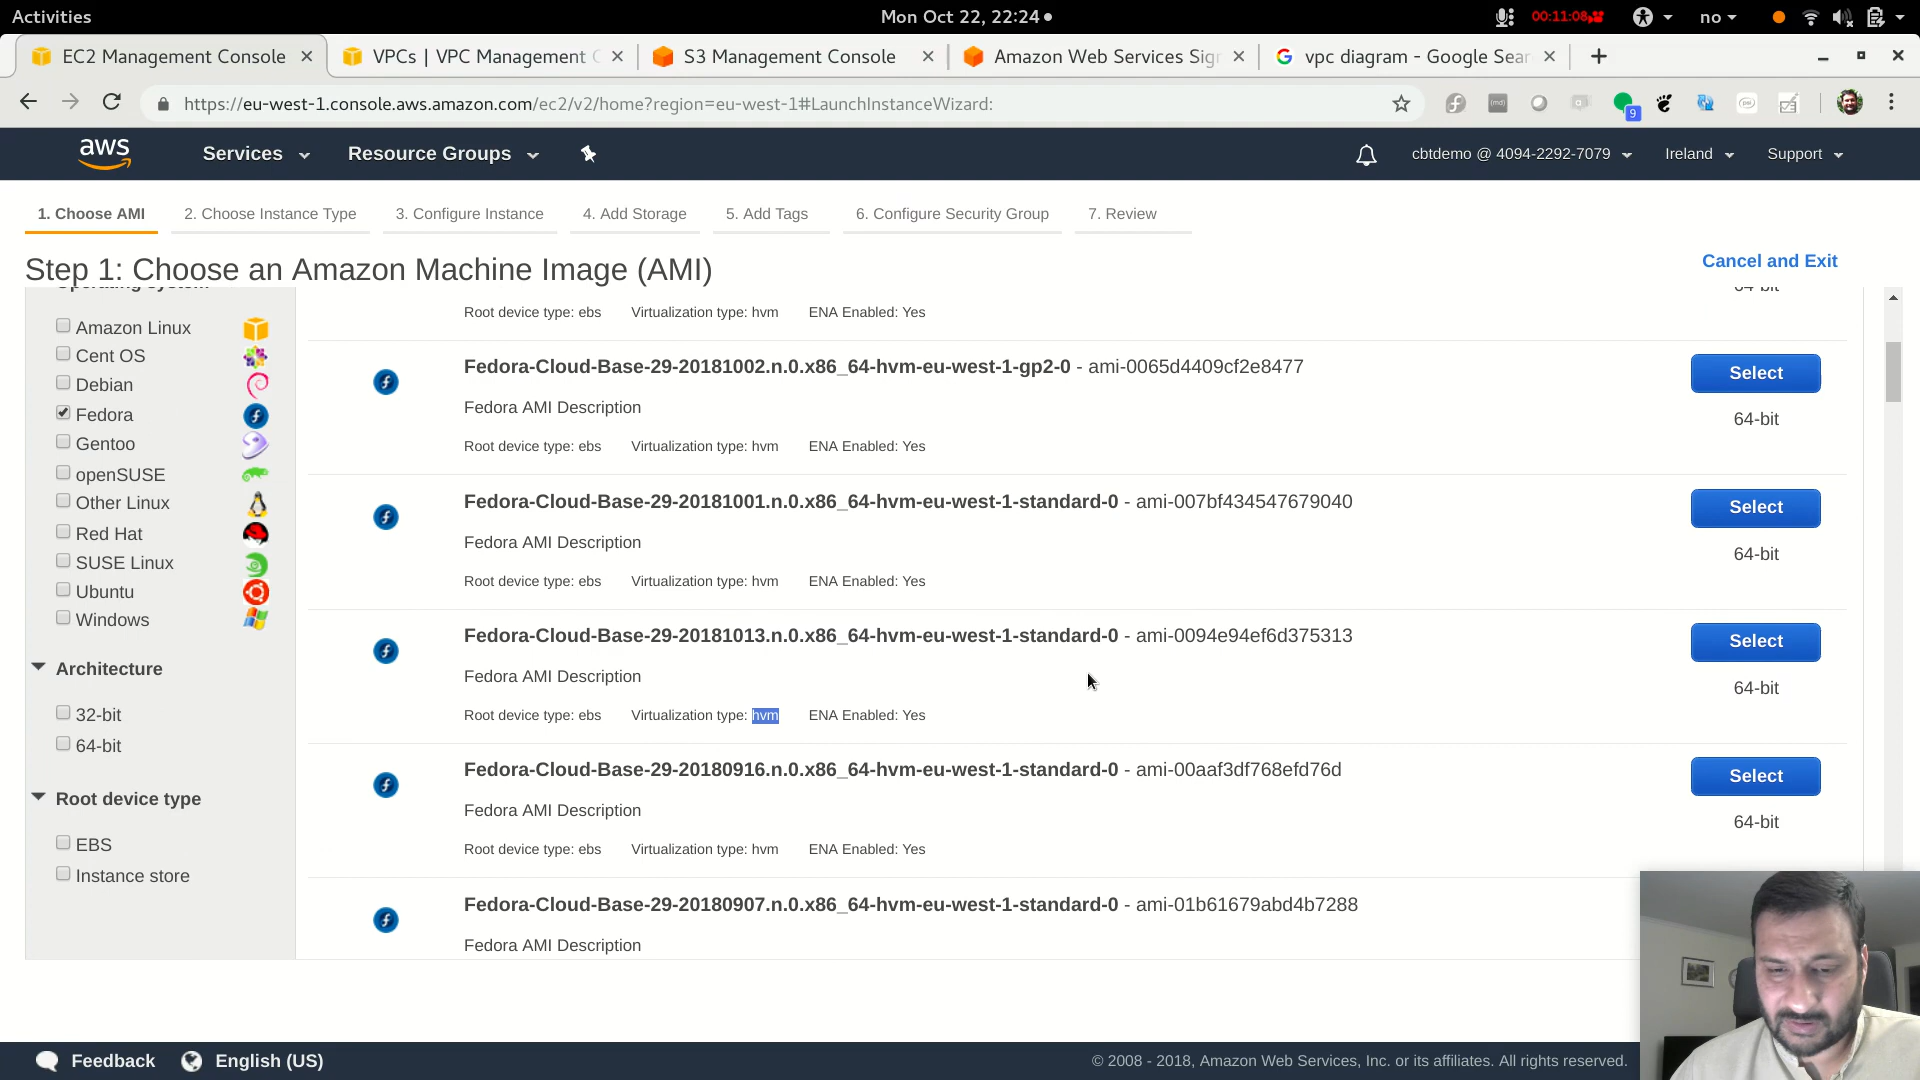 Activities
Mon Oct 22, 22:24
00:11:08
no
EC2 Management Console
VPCs | VPC Management C
S3 Management Console
Amazon Web Services Sign
vpc diagram - Google Sear
https://eu-west-1.console.aws.amazon.com/ec2/v2/home?region=eu-west-1#LaunchInstanceWizard:
9
aws
Services
Resource Groups
cbtdemo @ 4094-2292-7079
Ireland
Support
1. Choose AMI
2. Choose Instance Type
3. Configure Instance
4. Add Storage
5. Add Tags
6. Configure Security Group
7. Review
Step 1: Choose an Amazon Machine Image (AMI)
Cancel and Exit
Operating system
Amazon Linux
Cent OS
Debian
Fedora
Gentoo
openSUSE
Other Linux
Red Hat
SUSE Linux
Ubuntu
Windows
Architecture
32-bit
64-bit
Root device type
EBS
Instance store
64-bit
Root device type: ebs Virtualization type: hvm ENA Enabled: Yes
Fedora-Cloud-Base-29-20181002.n.0.x86_64-hvm-eu-west-1-gp2-0 - ami-0065d4409cf2e8477
Select
Fedora AMI Description
64-bit
Root device type: ebs Virtualization type: hvm ENA Enabled: Yes
Fedora-Cloud-Base-29-20181001.n.0.x86_64-hvm-eu-west-1-standard-0 - ami-007bf434547679040
Select
Fedora AMI Description
64-bit
Root device type: ebs Virtualization type: hvm ENA Enabled: Yes
Fedora-Cloud-Base-29-20181013.n.0.x86_64-hvm-eu-west-1-standard-0 - ami-0094e94ef6d375313
Select
Fedora AMI Description
64-bit
Root device type: ebs Virtualization type: hvm ENA Enabled: Yes
Fedora-Cloud-Base-29-20180916.n.0.x86_64-hvm-eu-west-1-standard-0 - ami-00aaf3df768efd76d
Select
Fedora AMI Description
64-bit
Root device type: ebs Virtualization type: hvm ENA Enabled: Yes
Fedora-Cloud-Base-29-20180907.n.0.x86_64-hvm-eu-west-1-standard-0 - ami-01b61679abd4b7288
Fedora AMI Description
Feedback
English (US)
© 2008 - 2018, Amazon Web Services, Inc. or its affiliates. All rights reserved.